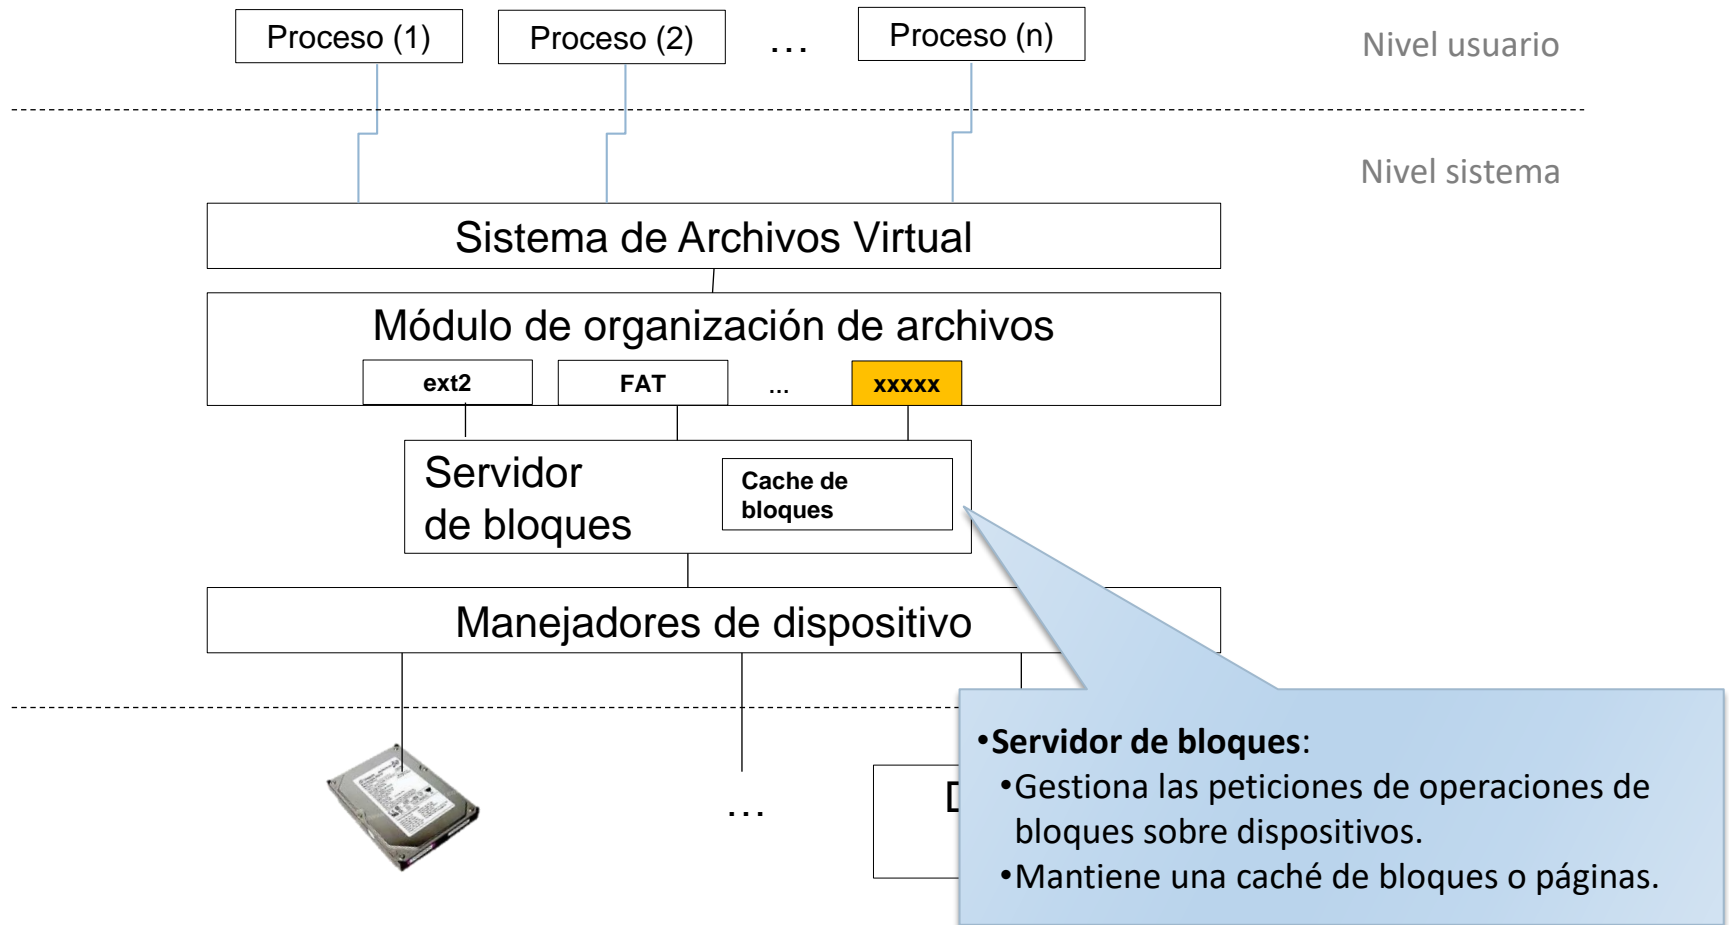 Proceso (1)
Proceso (2)
...
Proceso (n)
Nivel usuario
Nivel sistema
Sistema de Archivos Virtual
Módulo de organización de archivos
ext2
FAT
...
xxxxx
Servidor
de bloques
Cache de
bloques
Manejadores de dispositivo
...
•Servidor de bloques:
•Gestiona las peticiones de operaciones de
bloques sobre dispositivos.
•Mantiene una caché de bloques o páginas.